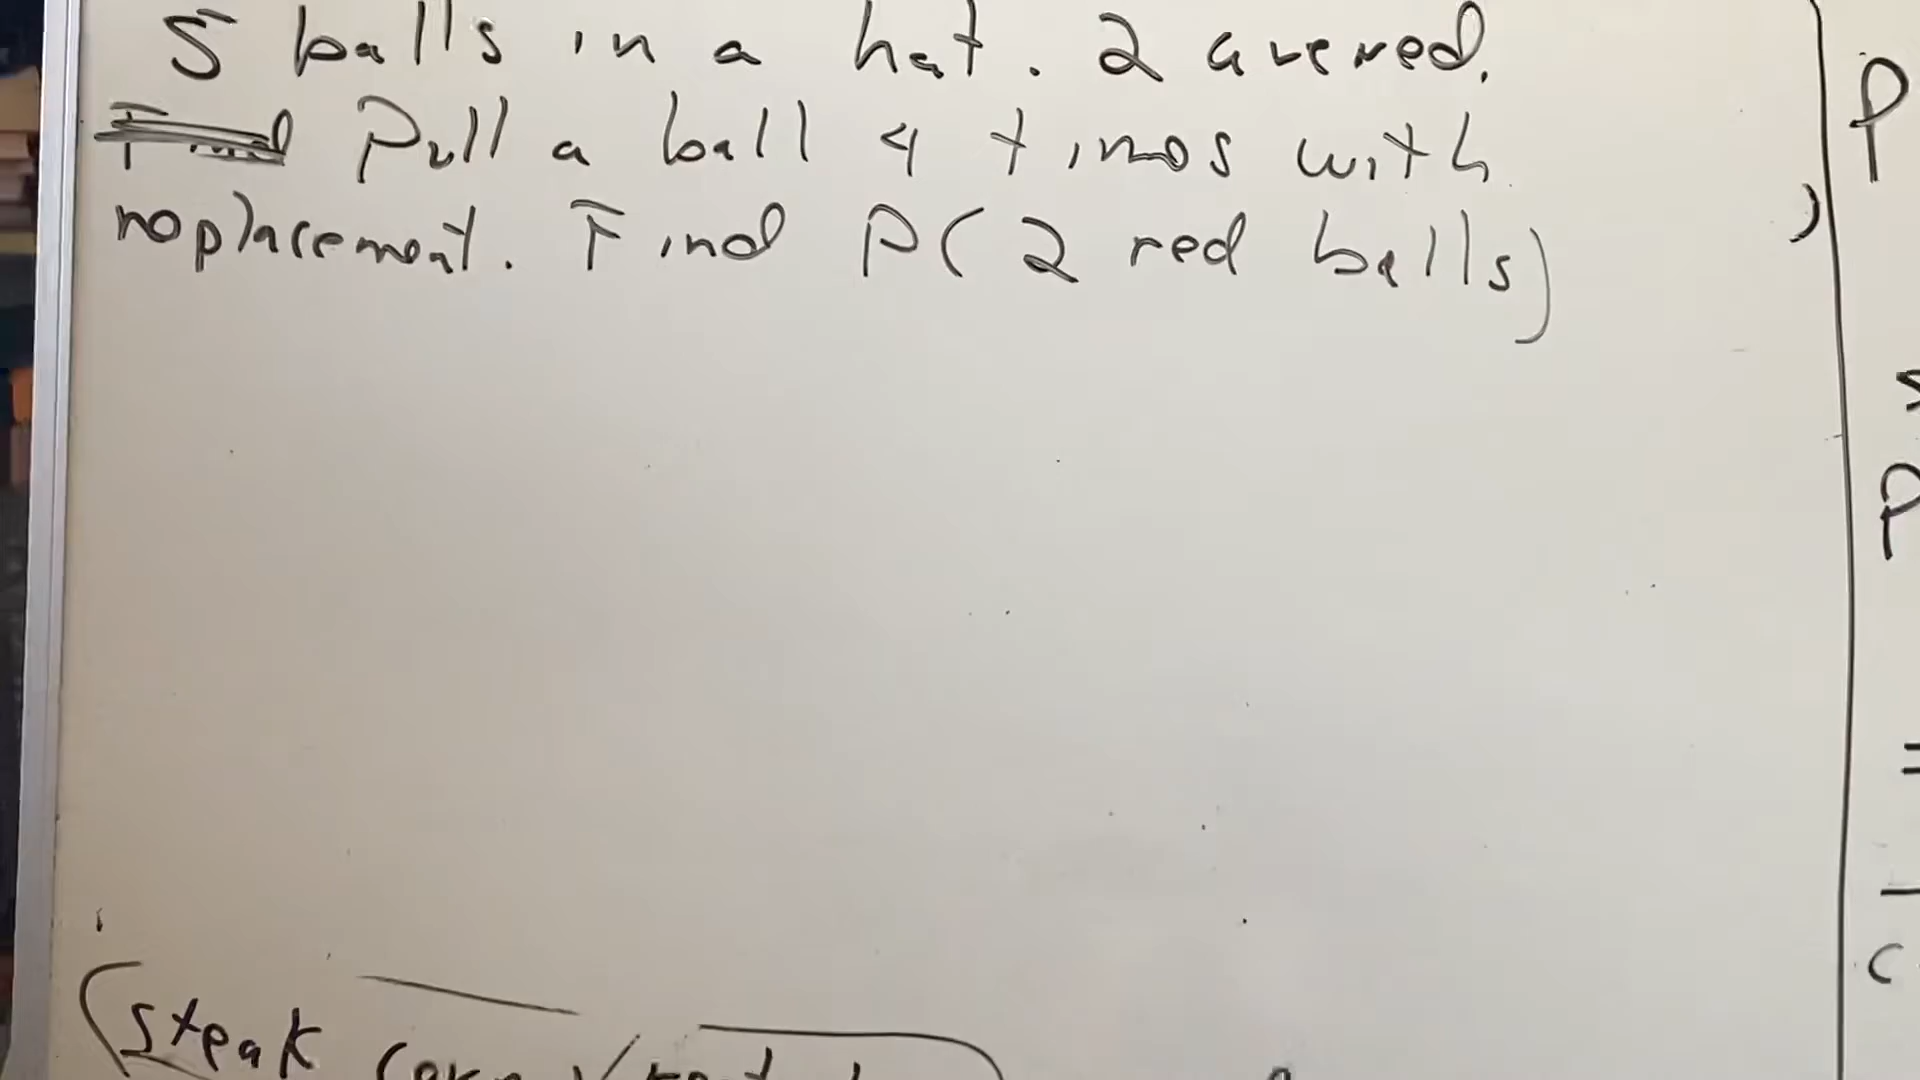 5 balls in a hat. 2 are red.
Pull a ball 4 times with
replacement. Find P(2 red balls)
)
P
P
=
steak